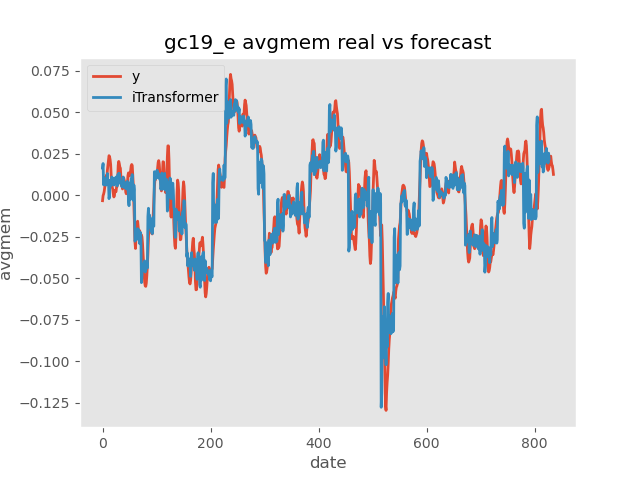 gc19_e avgmem real vs forecast
y
iTransformer
0.075
0.050
0.025
0.000
−0.025
−0.050
−0.075
−0.100
−0.125
avgmem
0 200 400 600 800
date